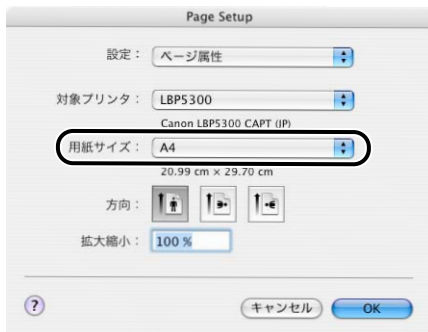 Page Setup
設定： ページ属性
対象プリンタ： LBP5300
Canon LBP5300 CAPT (JP)
用紙サイズ： A4
20.99 cm × 29.70 cm
方向：
拡大縮小： 100 %
? キャンセル OK